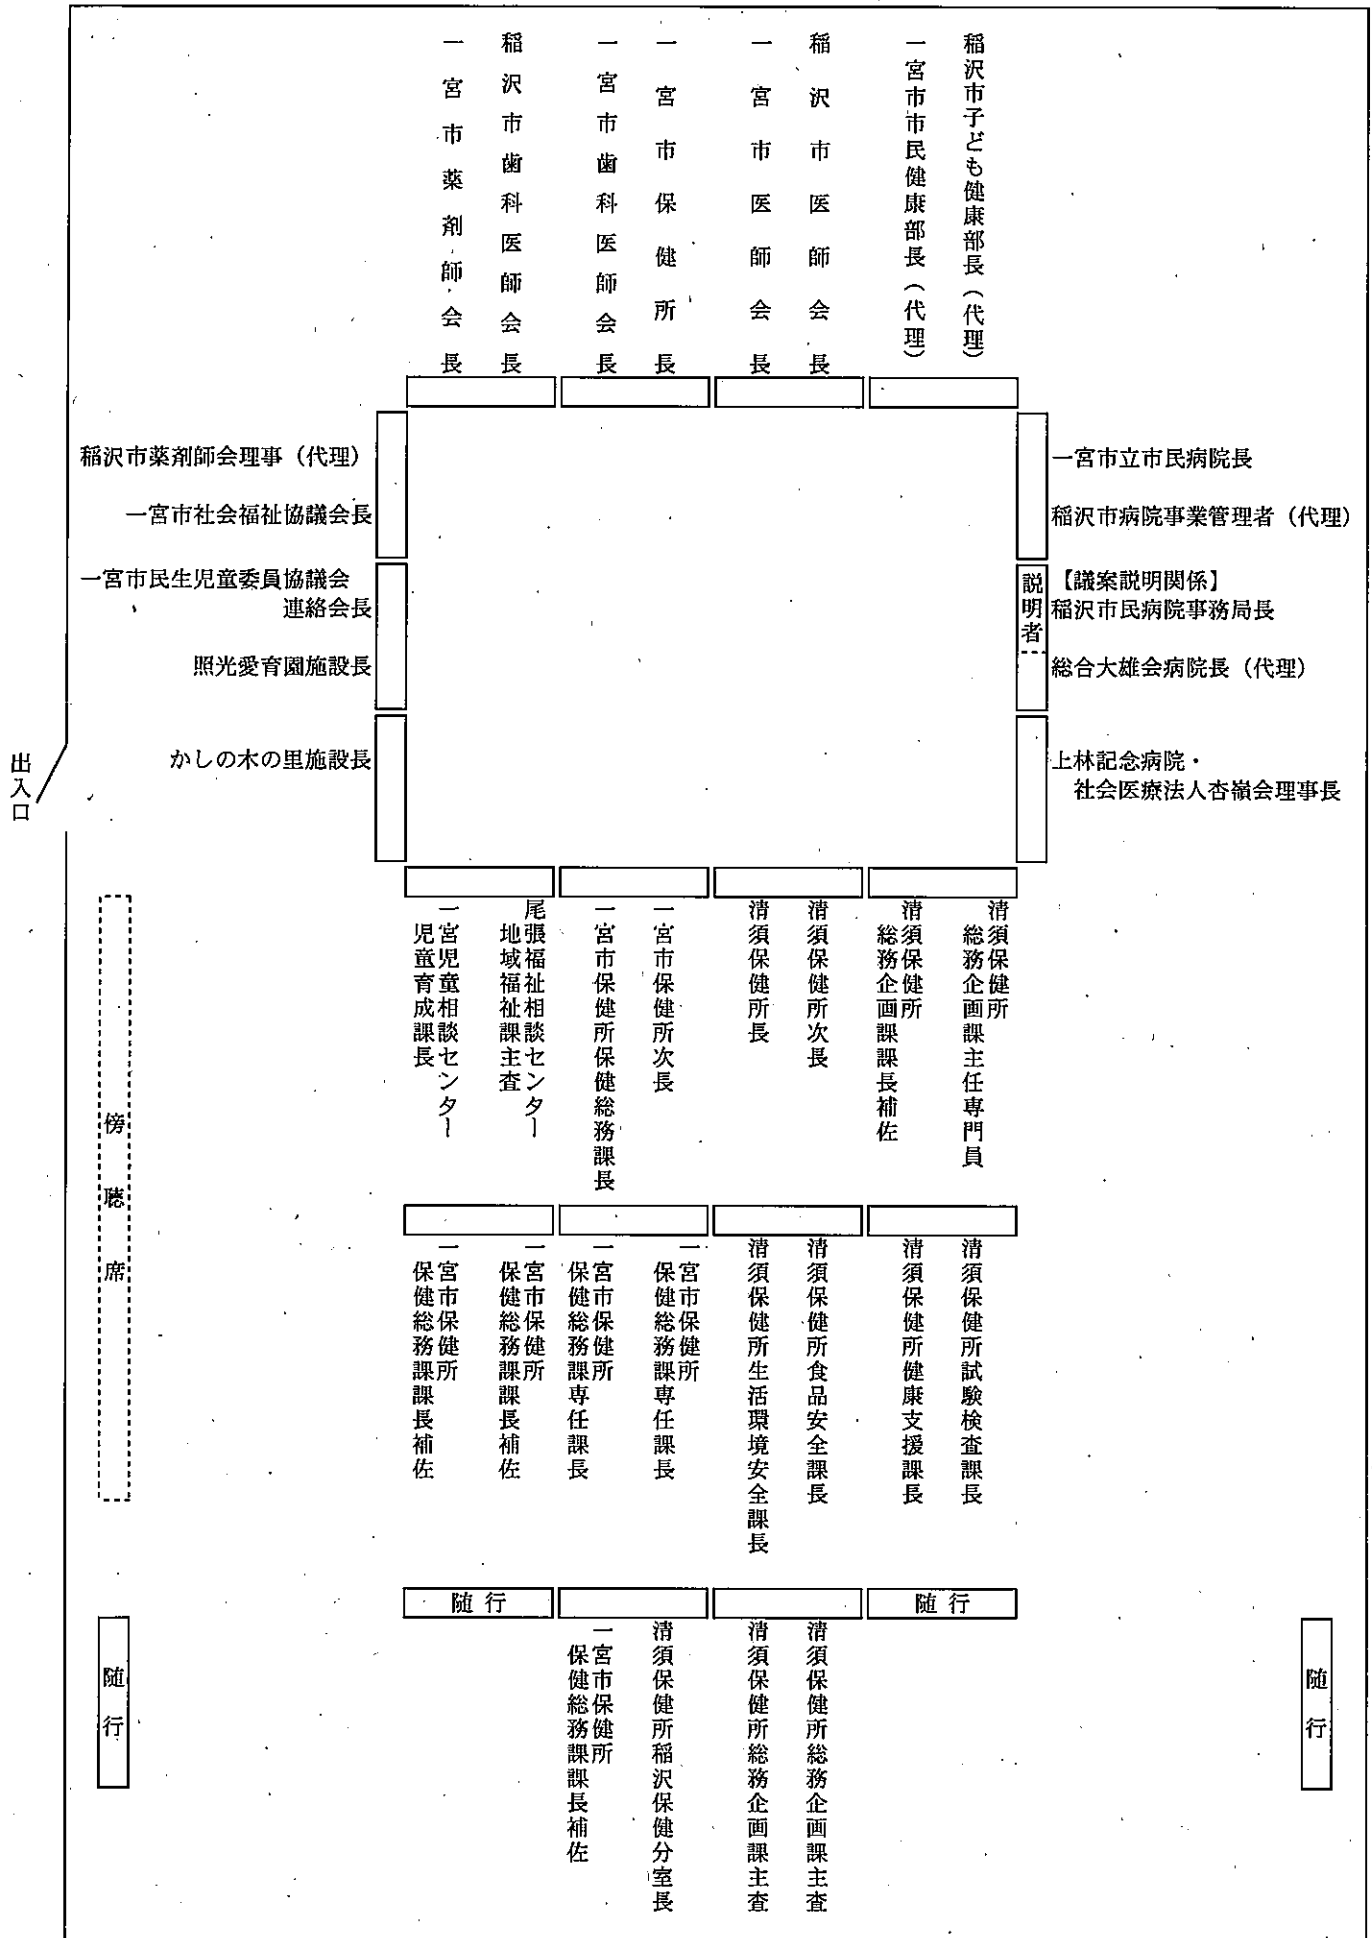 一宮市薬剤師会長
稲沢市歯科医師会長
一宮市歯科医師会長
一宮市保健所長
一宮市医師会長
稲沢市医師会長
一宮市市民健康部長（代理）
稲沢市子ども健康部長（代理）
稲沢市薬剤師会理事（代理）
一宮市社会福祉協議会長
一宮市民生児童委員協議会
連絡会長
照光愛育園施設長
かしの木の里施設長
一宮市立市民病院長
稲沢市病院事業管理者（代理）
説明者
【議案説明関係】
稲沢市民病院事務局長
総合大雄会病院長（代理）
上林記念病院・
社会医療法人杏嶺会理事長
出入口
一宮児童相談センター
児童育成課長
尾張福祉相談センター
地域福祉課主査
一宮市保健所保健総務課長
一宮市保健所次長
清須保健所長
清須保健所次長
清須保健所
総務企画課課長補佐
清須保健所
総務企画課主任専門員
傍聴席
一宮市保健所
保健総務課課長補佐
一宮市保健所
保健総務課課長補佐
一宮市保健所
保健総務課専任課長
一宮市保健所
保健総務課専任課長
清須保健所生活環境安全課長
清須保健所食品安全課長
清須保健所健康支援課長
清須保健所試験検査課長
随行
随行
随行
一宮市保健所
保健総務課課長補佐
清須保健所稲沢保健分室長
清須保健所総務企画課主査
清須保健所総務企画課主査
随行